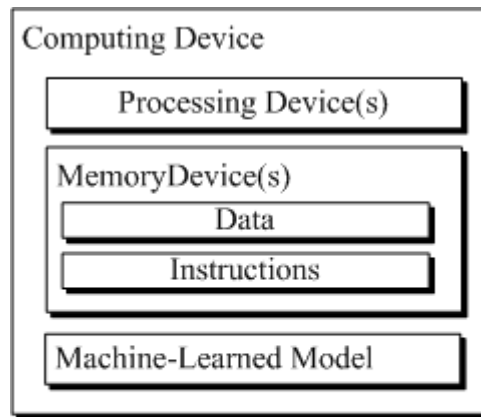 Computing Device
Processing Device(s)
MemoryDevice(s)
Data
Instructions
Machine-Learned Model